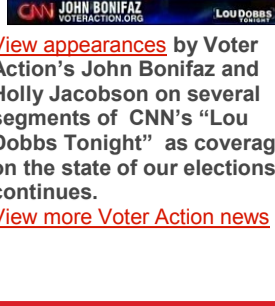 CNN JOHN BONIFAZ
VOTERACTION.ORG
LOU DOBBS
TONIGHT
View appearances by Voter
Action's John Bonifaz and
Holly Jacobson on several
segments of CNN's “Lou
Dobbs Tonight” as coverag
on the state of our elections
continues.
View more Voter Action news